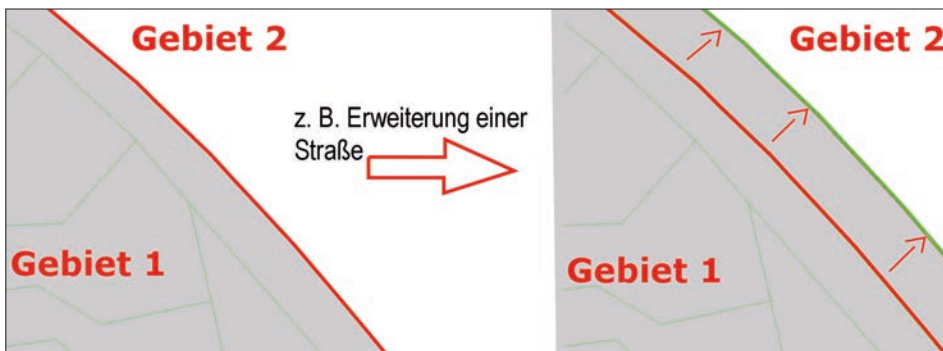 Gebiet 2
z. B. Erweiterung einer
Straße
Gebiet 1
Gebiet 2
Gebiet 1